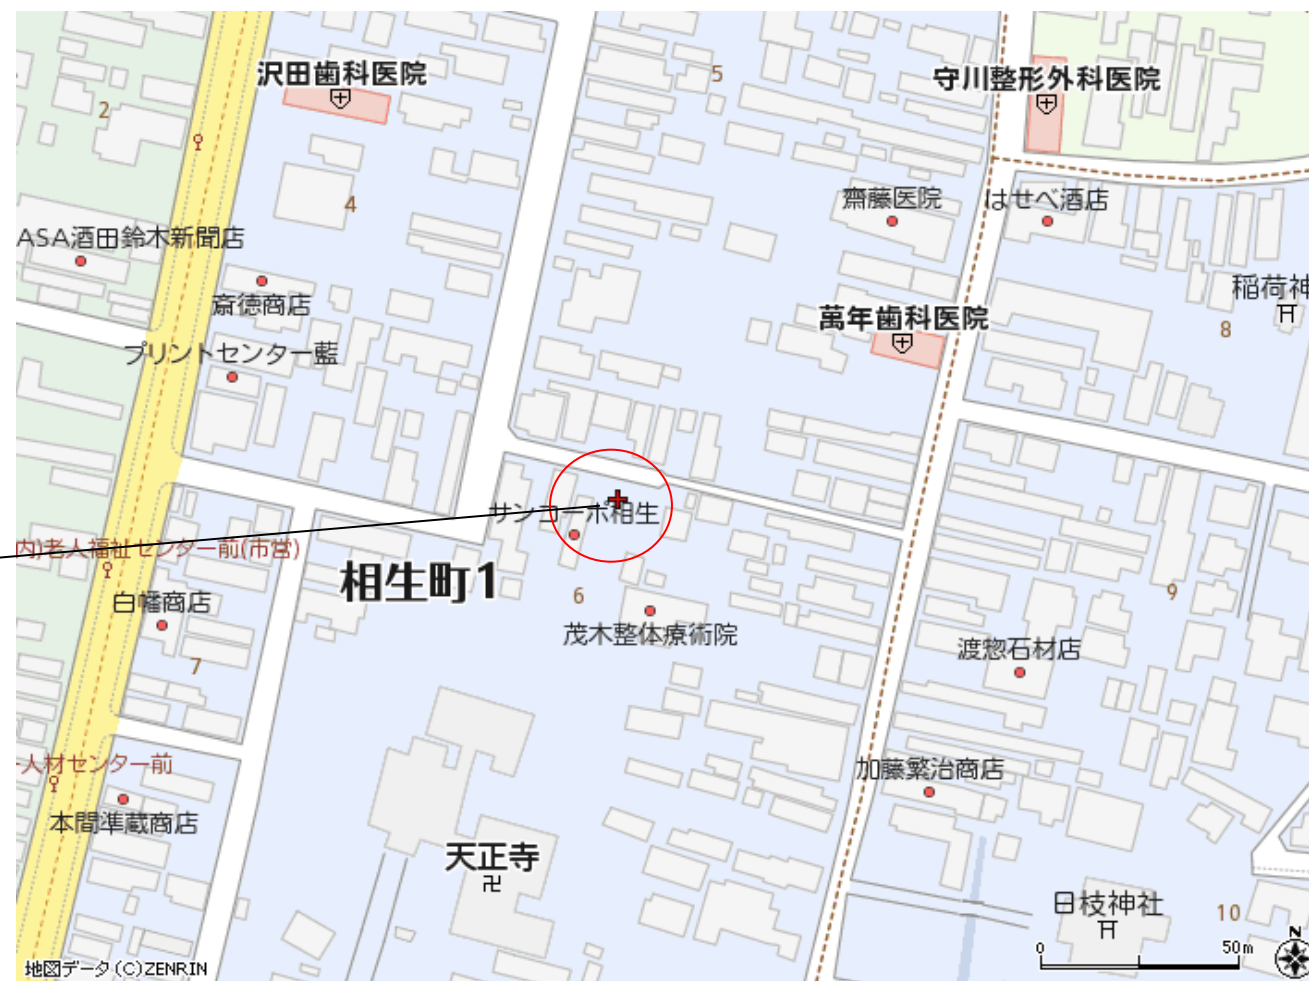 沢田歯科医院
5
守川整形外科医院
2
4
齋藤医院
はせべ酒店
ASA酒田鈴木新聞店
斎徳商店
稲荷神
萬年歯科医院
8
プリントセンター藍
サンコーポ相生
内)老人福祉センター前(市営)
相生町1
白幡商店
6
9
茂木整体療術院
渡惣石材店
7
人材センター前
加藤繁治商店
本間準蔵商店
天正寺
卍
日枝神社
10
N
0
50m
地図データ(C)ZENRIN